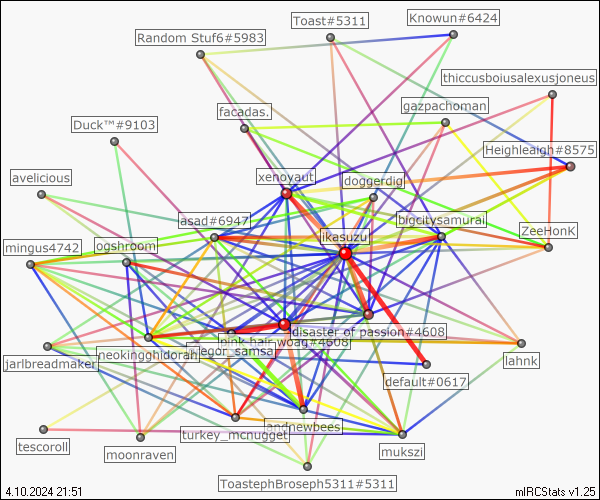 Toast#5311
Knowun#6424
Random Stuf6#5983
thiccusboiusalexusjoneus
gazpachoman
facadas.
Duck™#9103
Heighleaigh#8575
xenoyaut
doggerdig
avelicious
asad#6947
bigcitysamurai
ZeeHonK
likasuzu
mingus4742
ogshroom
disaster of passion#4608
pink hair woag#4608
gregor_samsa
neokingghidorah
jarlbreadmaker
lahnk
default#0617
andnewbees
turkey_mcnugget
tescoroll
moonraven
mukszi
ToastephBroseph5311#5311
4.10.2024 21:51
mIRCStats v1.25